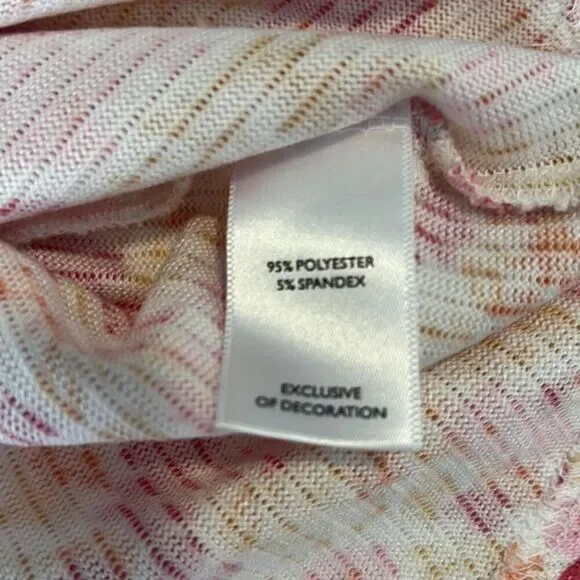 95% POLYESTER
5% SPANDEX
EXCLUSIVE
OF DECORATION